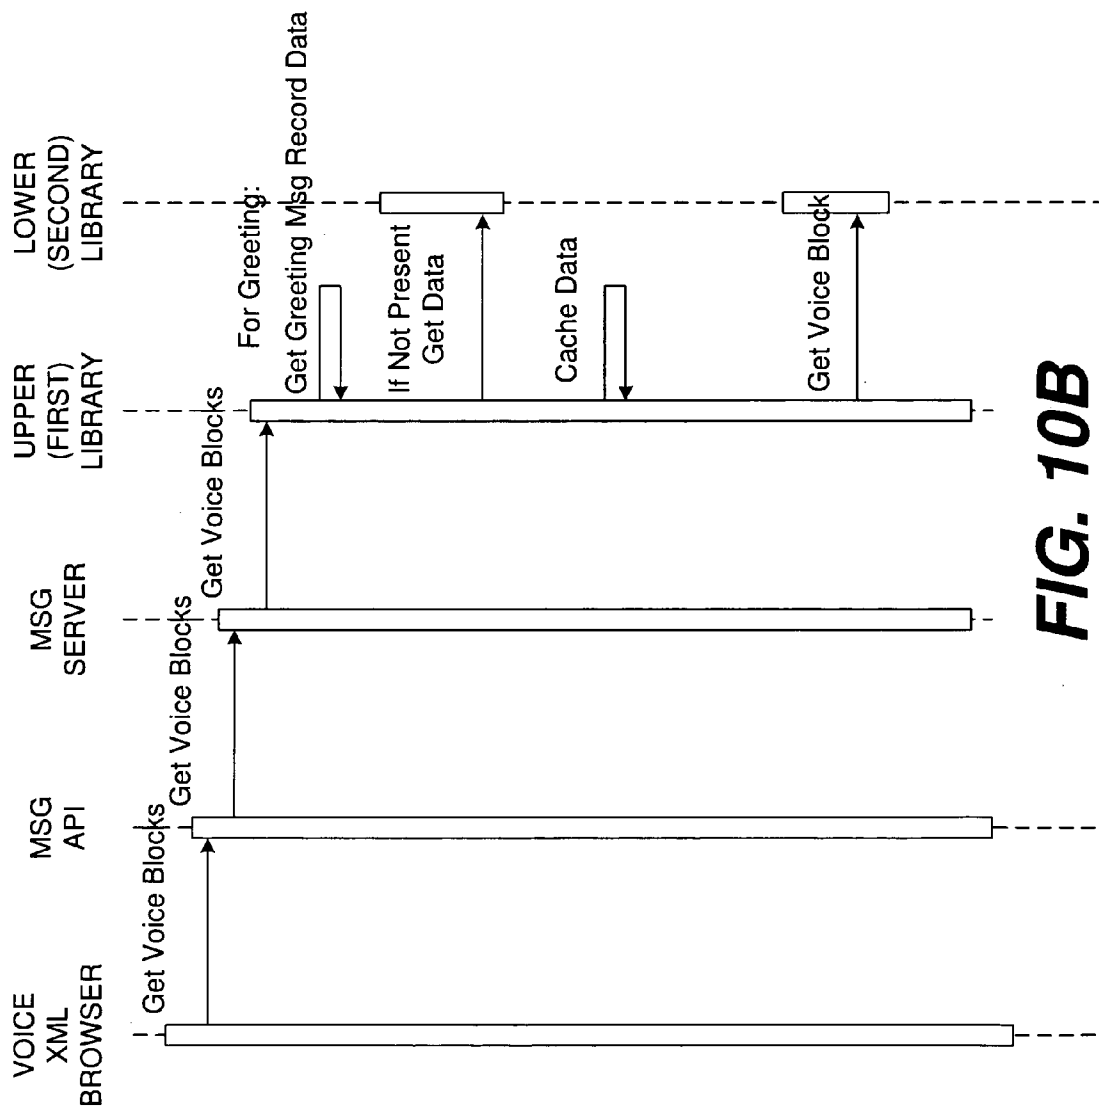 VOICE
XML
BROWSER
MSG
API
MSG
SERVER
UPPER
(FIRST)
LIBRARY
LOWER
(SECOND)
LIBRARY
Get Voice Blocks
Get Voice Blocks
Get Voice Blocks
For Greeting:
Get Greeting Msg Record Data
If Not Present
Get Data
Cache Data
Get Voice Block
FIG. 10B